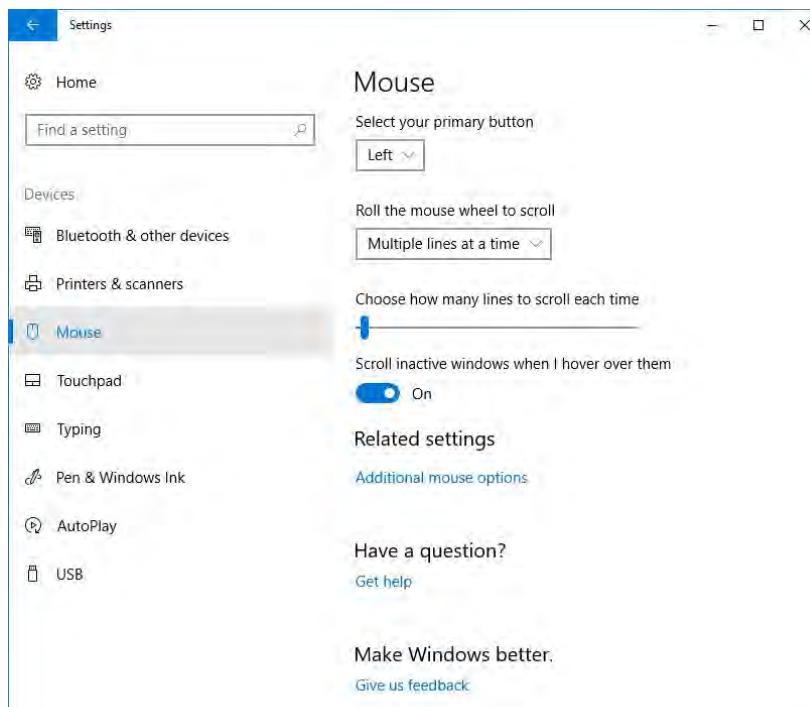 Settings
Home
Find a setting
Devices
Bluetooth & other devices
Printers & scanners
Mouse
Touchpad
Typing
Pen & Windows Ink
AutoPlay
USB
Mouse
Select your primary button
Left
Roll the mouse wheel to scroll
Multiple lines at a time
Choose how many lines to scroll each time
Scroll inactive windows when I hover over them
On
Related settings
Additional mouse options
Have a question?
Get help
Make Windows better.
Give us feedback